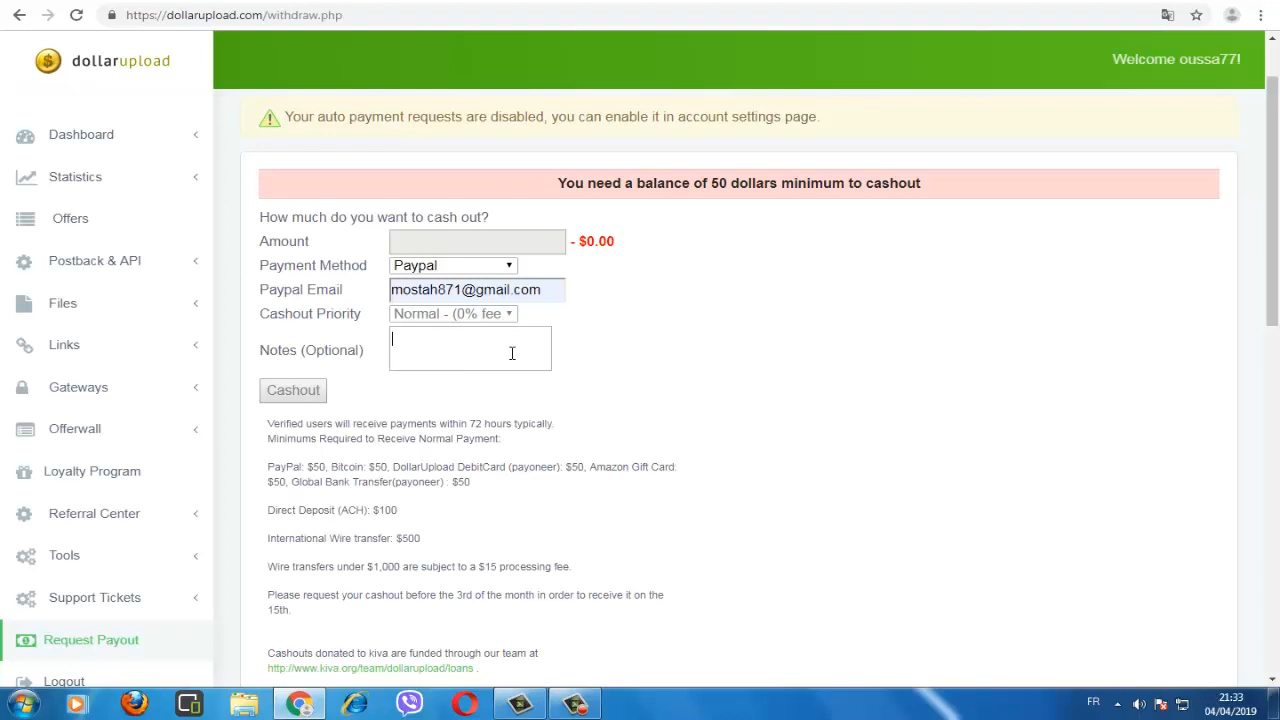 https://dollarupload.com/withdraw.php
dollarupload
Welcome oussa77!
Dashboard
Statistics
Offers
Postback & API
Files
Links
Gateways
Offerwall
Loyalty Program
Referral Center
Tools
Support Tickets
Request Payout
Logout
Your auto payment requests are disabled, you can enable it in account settings page.
You need a balance of 50 dollars minimum to cashout
How much do you want to cash out?
Amount - $0.00
Payment Method Paypal
Paypal Email mostah871@gmail.com
Cashout Priority Normal - (0% fee
Notes (Optional)
Cashout
Verified users will receive payments within 72 hours typically.
Minimums Required to Receive Normal Payment:
PayPal: $50, Bitcoin: $50, DollarUpload DebitCard (payoneer): $50, Amazon Gift Card:
$50, Global Bank Transfer(payoneer) : $50
Direct Deposit (ACH): $100
International Wire transfer: $500
Wire transfers under $1,000 are subject to a $15 processing fee.
Please request your cashout before the 3rd of the month in order to receive it on the
15th.
Cashouts donated to kiva are funded through our team at
http://www.kiva.org/team/dollarupload/loans .
FR
21:33
04/04/2019